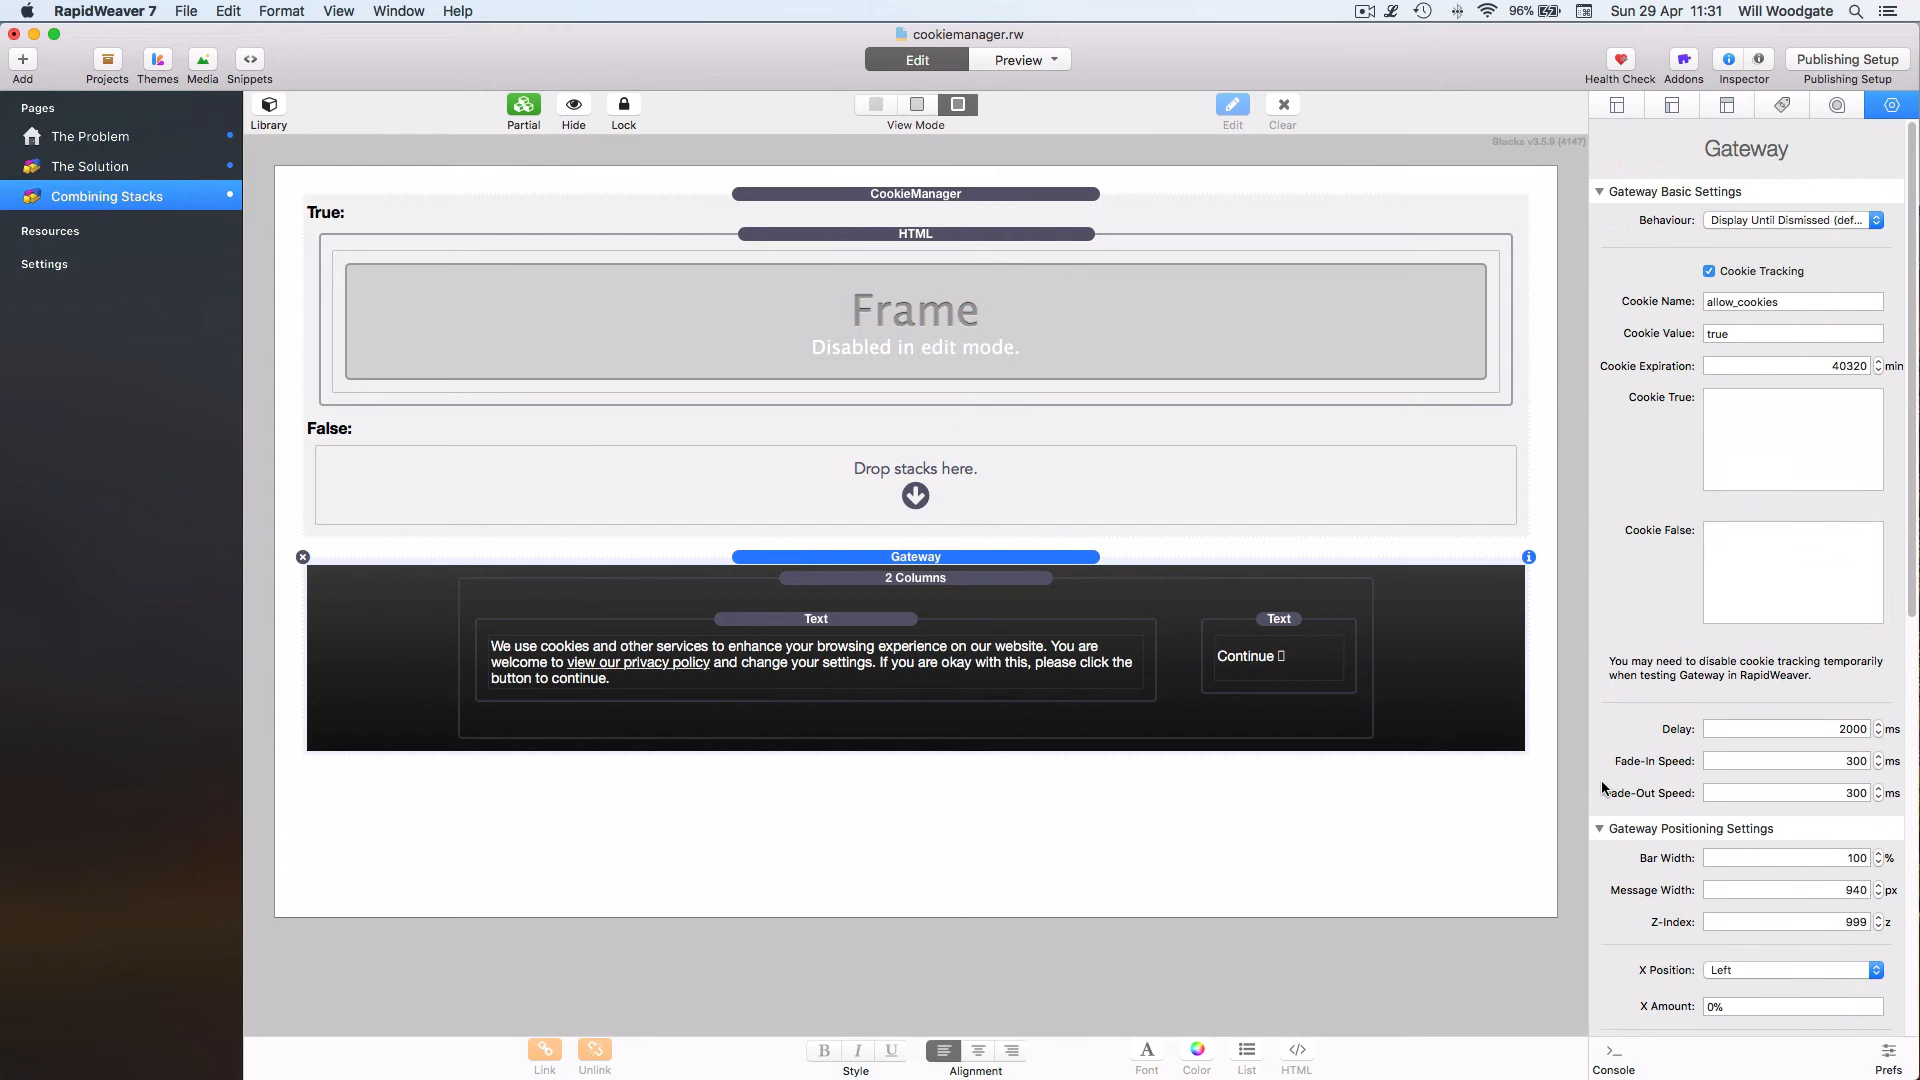 RapidWeaver 7 File Edit Format View Window Help 96% Sun 29 Apr 11:31 Will Woodgate
cookiemanager.rw
Add Projects Themes Media Snippets Edit Preview Health Check Addons Inspector Publishing Setup
Publishing Setup
Pages
The Problem
The Solution
Combining Stacks
Resources
Settings
Library Partial Hide Lock View Mode Edit Clear
Stacks v3.5.9 (4147)
CookieManager
True:
HTML
Frame
Disabled in edit mode.
False:
Drop stacks here.
Gateway
2 Columns
Text
We use cookies and other services to enhance your browsing experience on our website. You are
welcome to view our privacy policy and change your settings. If you are okay with this, please click the
button to continue.
Text
Continue
Gateway
Gateway Basic Settings
Behaviour: Display Until Dismissed (def...
Cookie Tracking
Cookie Name: allow_cookies
Cookie Value: true
Cookie Expiration: 40320 min
Cookie True:
Cookie False:
You may need to disable cookie tracking temporarily
when testing Gateway in RapidWeaver.
Delay: 2000 ms
Fade-In Speed: 300 ms
ade-Out Speed: 300 ms
Gateway Positioning Settings
Bar Width: 100 %
Message Width: 940 px
Z-Index: 999 z
X Position: Left
X Amount: 0%
Link Unlink B I U Style Alignment Font Color List HTML
Console Prefs